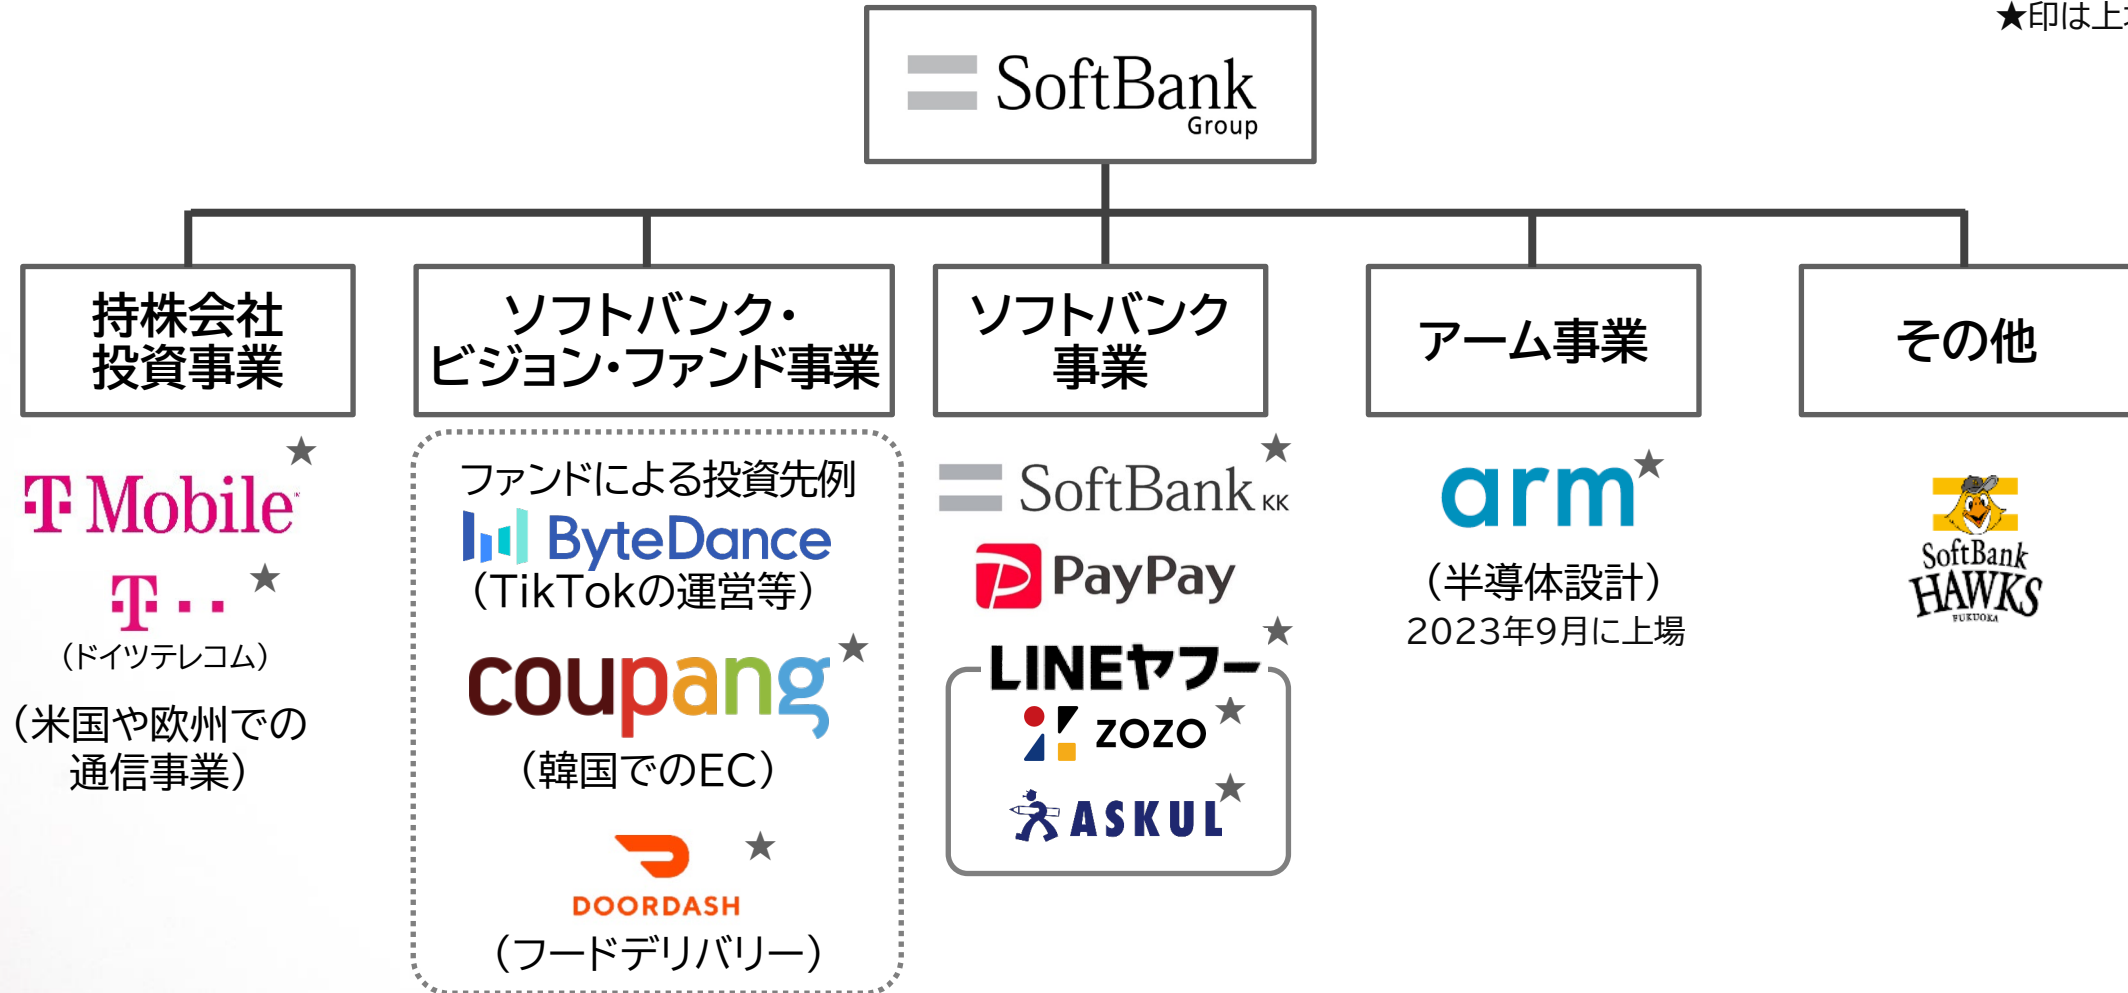 ★印は上
SoftBank
Group
持株会社
投資事業
ソフトバンク・
ビジョン・ファンド事業
ソフトバンク
事業
アーム事業
その他
★
T Mobile
T‥ ★
（ドイツテレコム）
（米国や欧州での
通信事業）
ファンドによる投資先例
ByteDance
（TikTokの運営等）
coupang ★
（韓国でのEC）
★
DOORDASH
（フードデリバリー）
★
SoftBank KK
PayPay
★
LINEヤフー
ZOZO ★
ASKUL ★
arm ★
（半導体設計）
2023年9月に上場
SoftBank
HAWKS
FUKUOKA